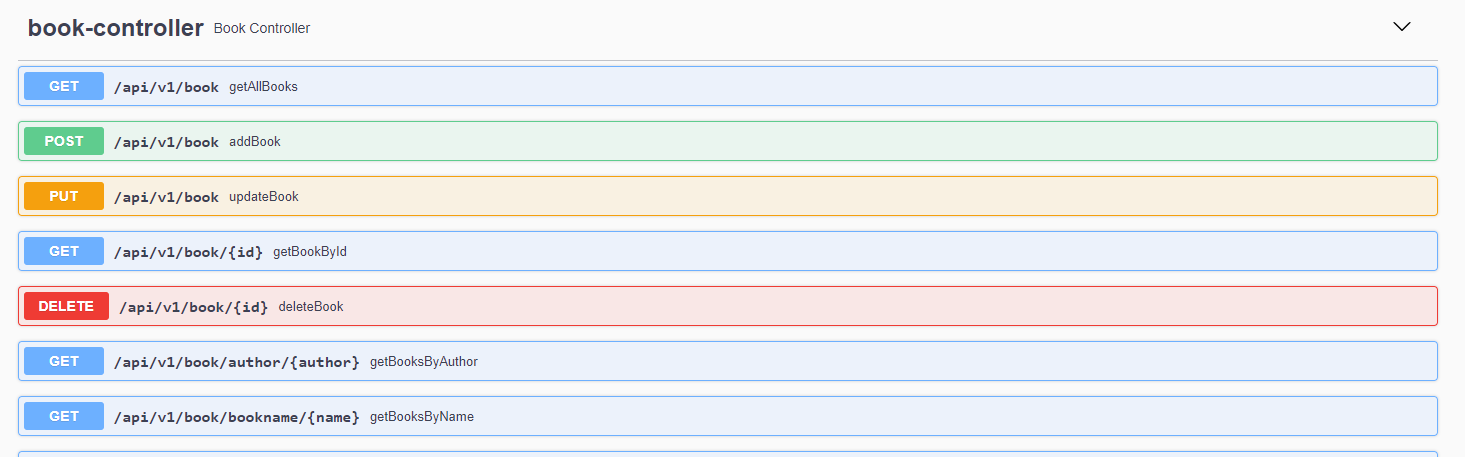 book-controller Book Controller
GET /api/v1/book getAllBooks
POST /api/v1/book addBook
PUT /api/v1/book updateBook
GET /api/v1/book/{id} getBookById
DELETE /api/v1/book/{id} deleteBook
GET /api/v1/book/author/{author} getBooksByAuthor
GET /api/v1/book/bookname/{name} getBooksByName